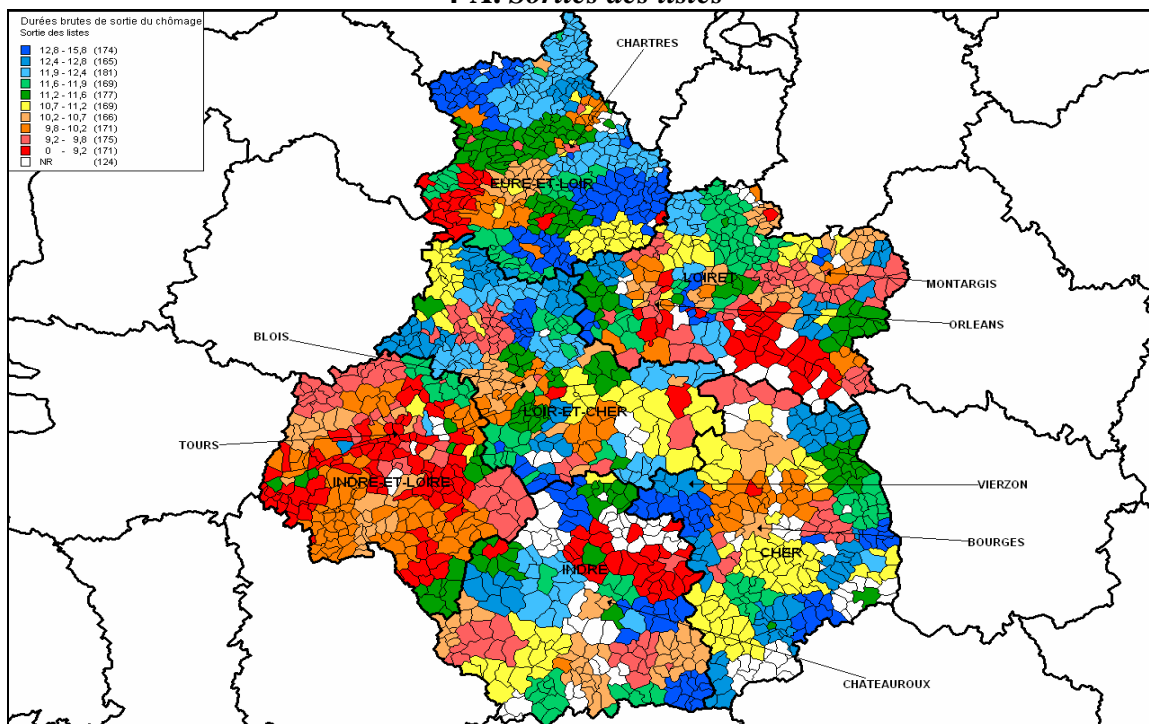 I-A. Sorties des listes
Durées brutes de sortie du chômage
Sortie des listes
12,8 - 15,8 (174)
12,4 - 12,8 (165)
11,9 - 12,4 (181)
11,6 - 11,9 (169)
11,2 - 11,6 (177)
10,7 - 11,2 (169)
10,2 - 10,7 (166)
9,8 - 10,2 (171)
9,2 - 9,8 (175)
0 - 9,2 (171)
NR (124)
CHARTRES
EURE-ET-LOIR
LOIRET
MONTARGIS
ORLEANS
BLOIS
LOIR-ET-CHER
TOURS
INDRE-ET-LOIRE
VIERZON
BOURGES
CHER
INDRE
CHÂTEAUROUX